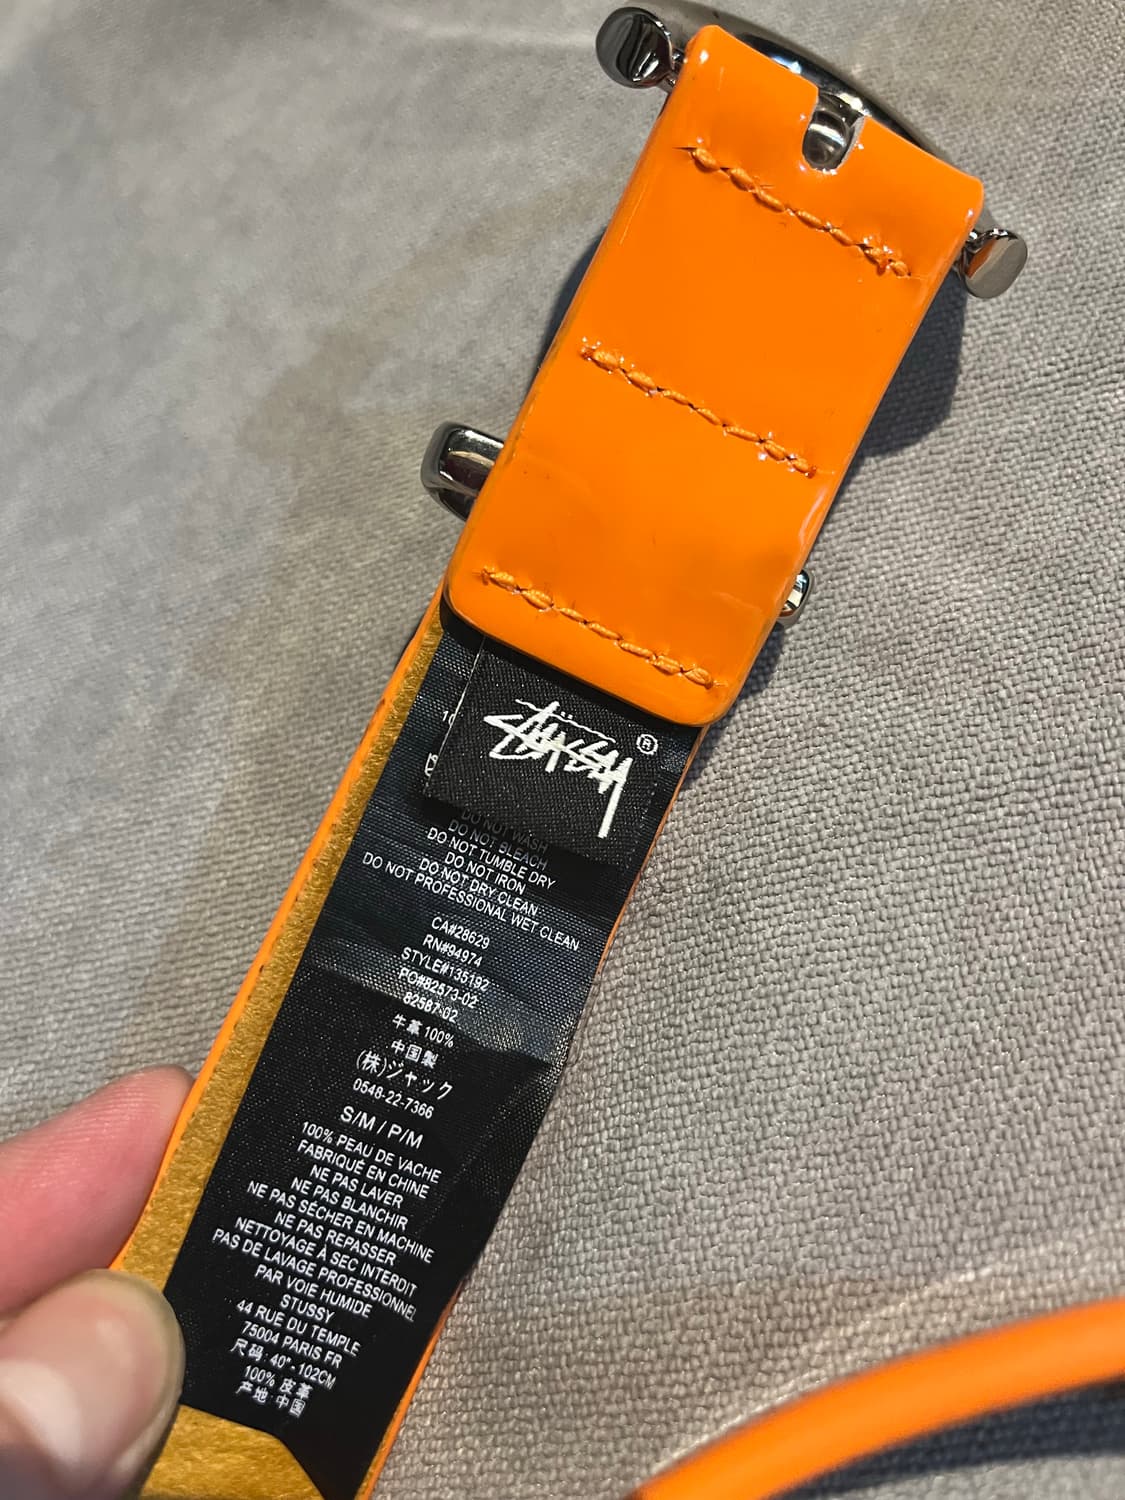 STÜSSY ®
DO NOT WASH
DO NOT BLEACH
DO NOT TUMBLE DRY
DO NOT IRON
DO NOT DRY CLEAN
DO NOT PROFESSIONAL WET CLEAN
CA#28629
RN#94974
STYLE#135192
PO#82573-02
82587-02
牛革100%
中国製
(株)ジャック
0548-22-7366
S/M / P/M
100% PEAU DE VACHE
FABRIQUÉ EN CHINE
NE PAS LAVER
NE PAS BLANCHIR
NE PAS SÉCHER EN MACHINE
NE PAS REPASSER
NETTOYAGE À SEC INTERDIT
PAS DE LAVAGE PROFESSIONNEL
PAR VOIE HUMIDE
STUSSY
44 RUE DU TEMPLE
75004 PARIS FR
尺码: 40"-102CM
100% 皮革
产地: 中国